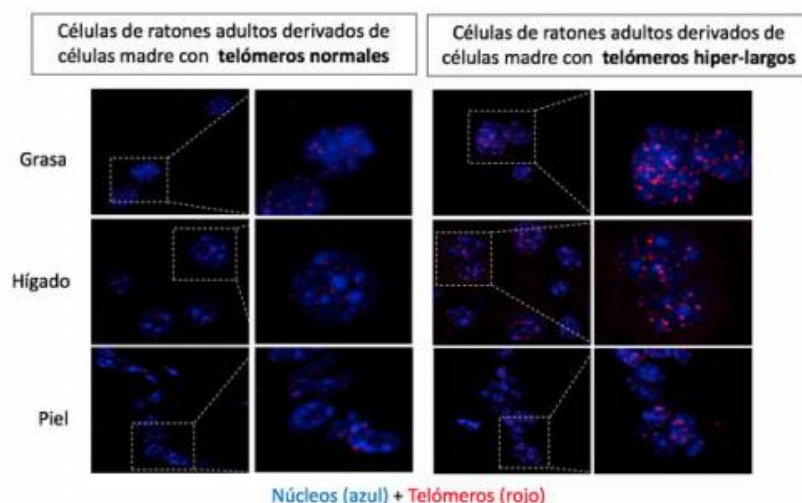 Células de ratones adultos derivados de
células madre con telómeros normales
Células de ratones adultos derivados de
células madre con telómeros hiper-largos
Grasa
Hígado
Piel
Núcleos (azul) + Telómeros (rojo)